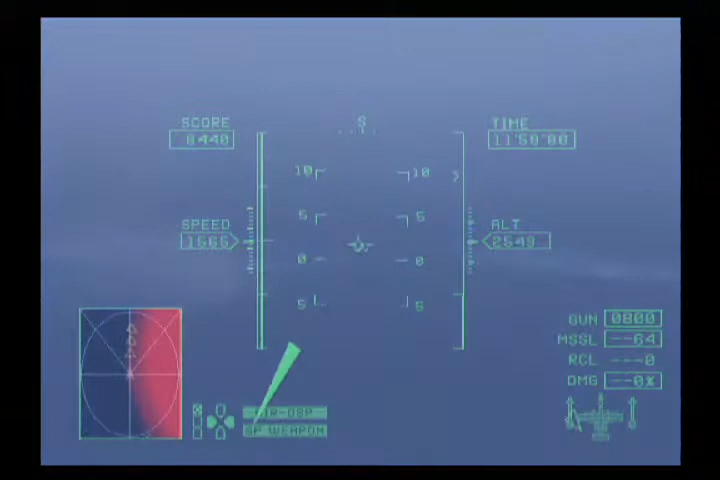 S
SCORE
8440
TIME
11'50"80
10 10
5 5
SPEED
1565
ALT
2549
0 0
5 5
GUN 0800
MSSL --64
RCL ---0
DMG --0%
SP WEAPON